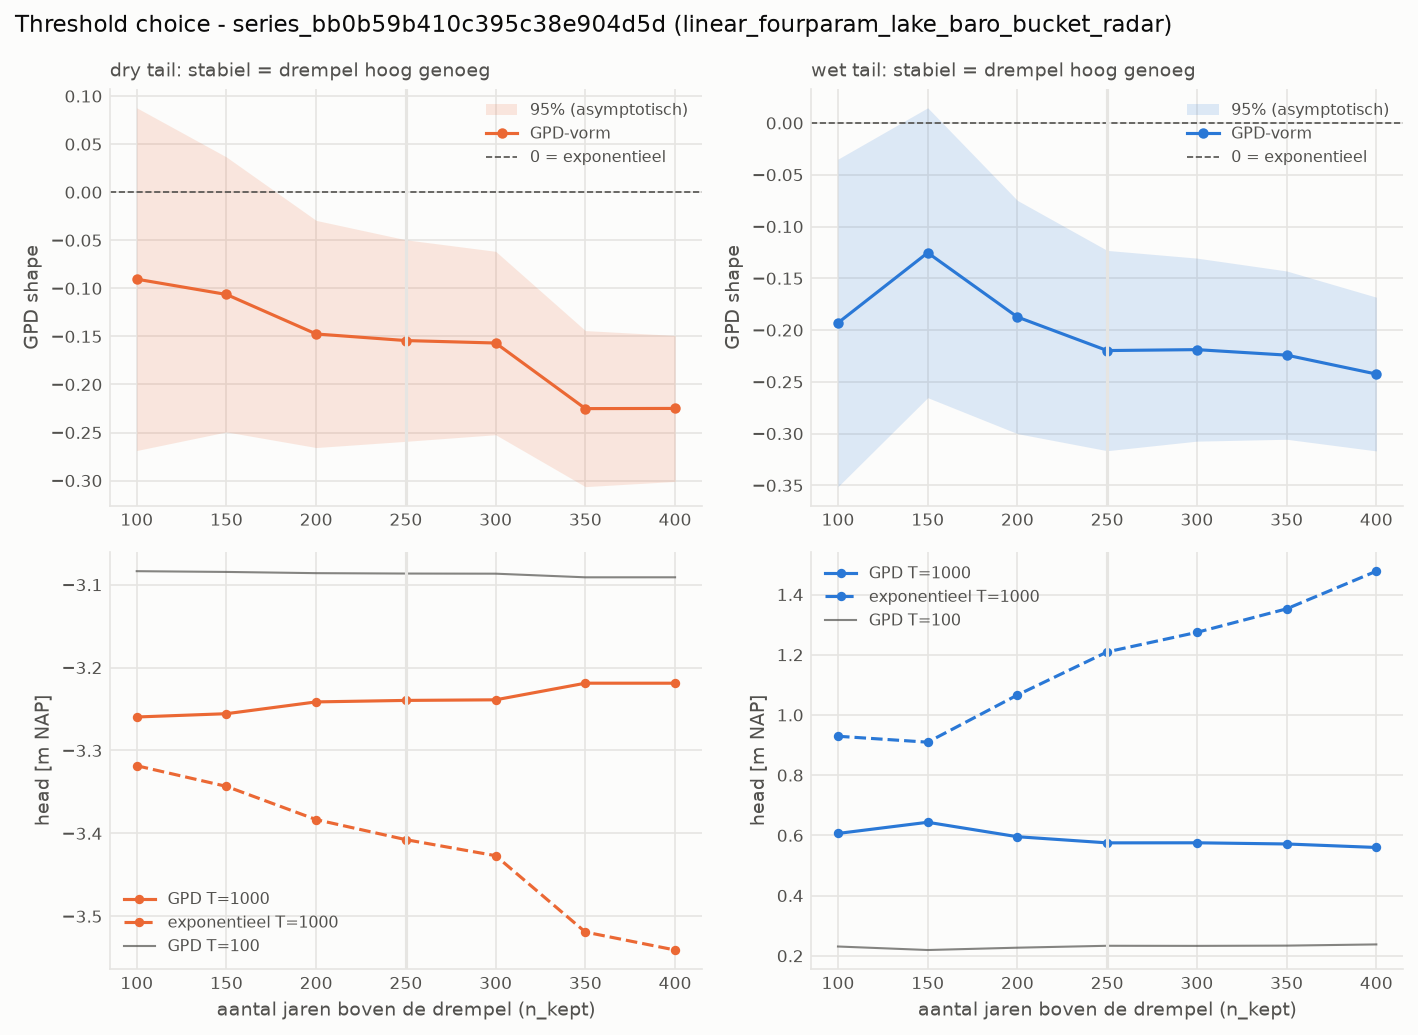 Threshold choice - series_bb0b59b410c395c38e904d5d (linear_fourparam_lake_baro_bucket_radar)
dry tail: stabiel = drempel hoog genoeg
GPD shape
0.10
0.05
0.00
−0.05
−0.10
−0.15
−0.20
−0.25
−0.30
95% (asymptotisch)
GPD-vorm
0 = exponentieel
100 150 200 250 300 350 400
wet tail: stabiel = drempel hoog genoeg
GPD shape
0.00
−0.05
−0.10
−0.15
−0.20
−0.25
−0.30
−0.35
95% (asymptotisch)
GPD-vorm
0 = exponentieel
100 150 200 250 300 350 400
head [m NAP]
−3.1
−3.2
−3.3
−3.4
−3.5
GPD T=1000
exponentieel T=1000
GPD T=100
100 150 200 250 300 350 400
aantal jaren boven de drempel (n_kept)
head [m NAP]
1.4
1.2
1.0
0.8
0.6
0.4
0.2
GPD T=1000
exponentieel T=1000
GPD T=100
100 150 200 250 300 350 400
aantal jaren boven de drempel (n_kept)